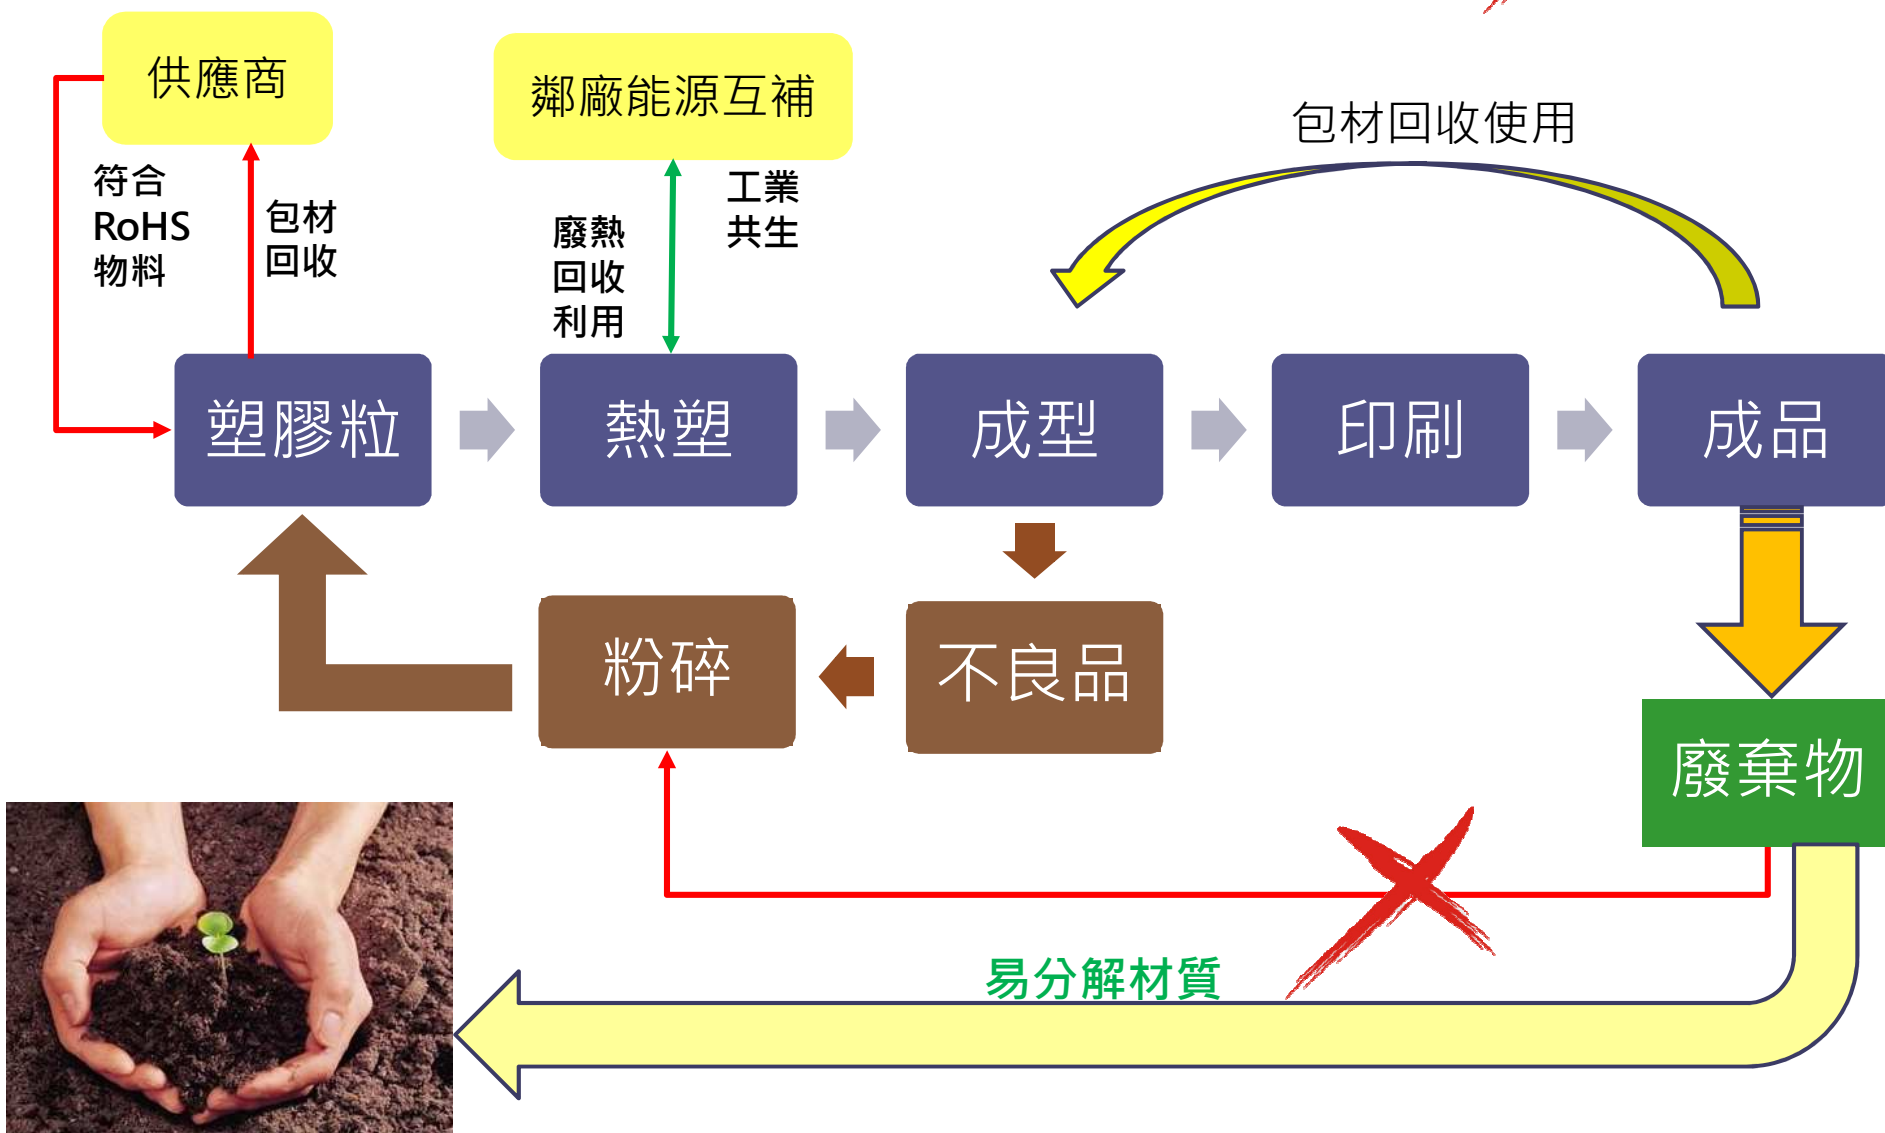 供應商
鄰廠能源互補
包材回收使用
符合
RoHS
物料
包材
回收
廢熱
回收
利用
工業
共生
塑膠粒
熱塑
成型
印刷
成品
粉碎
不良品
廢棄物
易分解材質